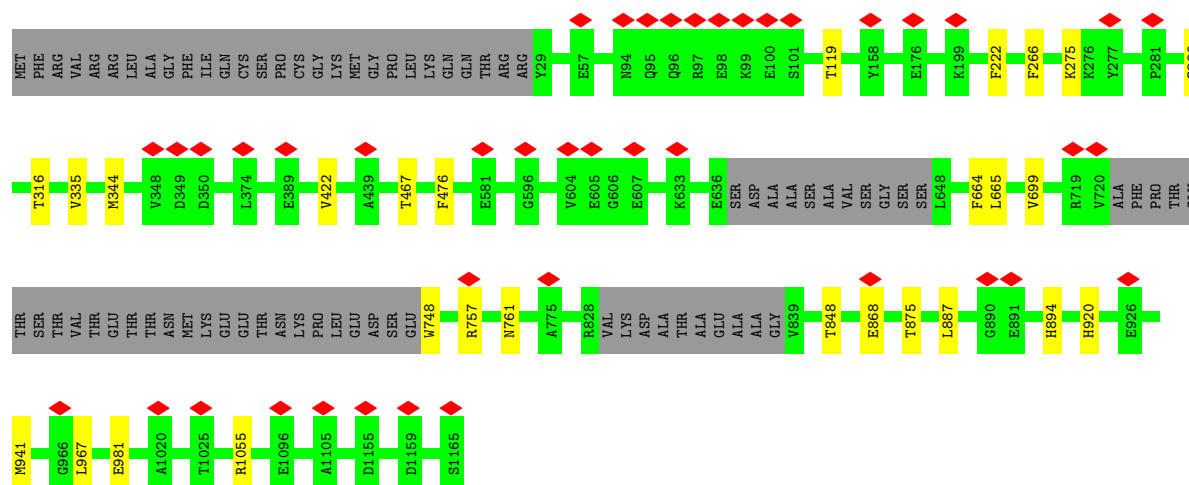 MET PHE ARG VAL ARG ARG LEU ALA GLY PHE ILE GLN CYS SER PRO CYS GLY LYS MET GLY PRO LEU LYS GLN GLN THR ARG ARG Y29 E57 N94 Q95 Q96 R97 E98 K99 E100 S101 T119 Y158 E176 K199 F222 F266 K275 K276 Y277 P281
T316 V335 M344 V348 D349 D350 L374 E389 A439 V422 T467 F476 E581 G596 V604 E605 G606 E607 K633 E636 SER ASP ALA ALA SER ALA VAL SER GLY SER SER L648 F664 L665 V699 R719 V720 ALA PHE PRO THR
THR SER THR VAL THR GLU THR THR ASN MET LYS GLU GLU THR ASN LYS PRO LEU GLU ASP SER GLU W748 R757 N761 A775 R828 VAL LYS ASP ALA THR ALA GLU ALA ALA GLY V839 T848 E868 T875 L887 G890 E891 H894 H920 E926
M941 G966 L967 E981 A1020 T1025 R1055 E1096 A1105 D1155 D1159 S1165